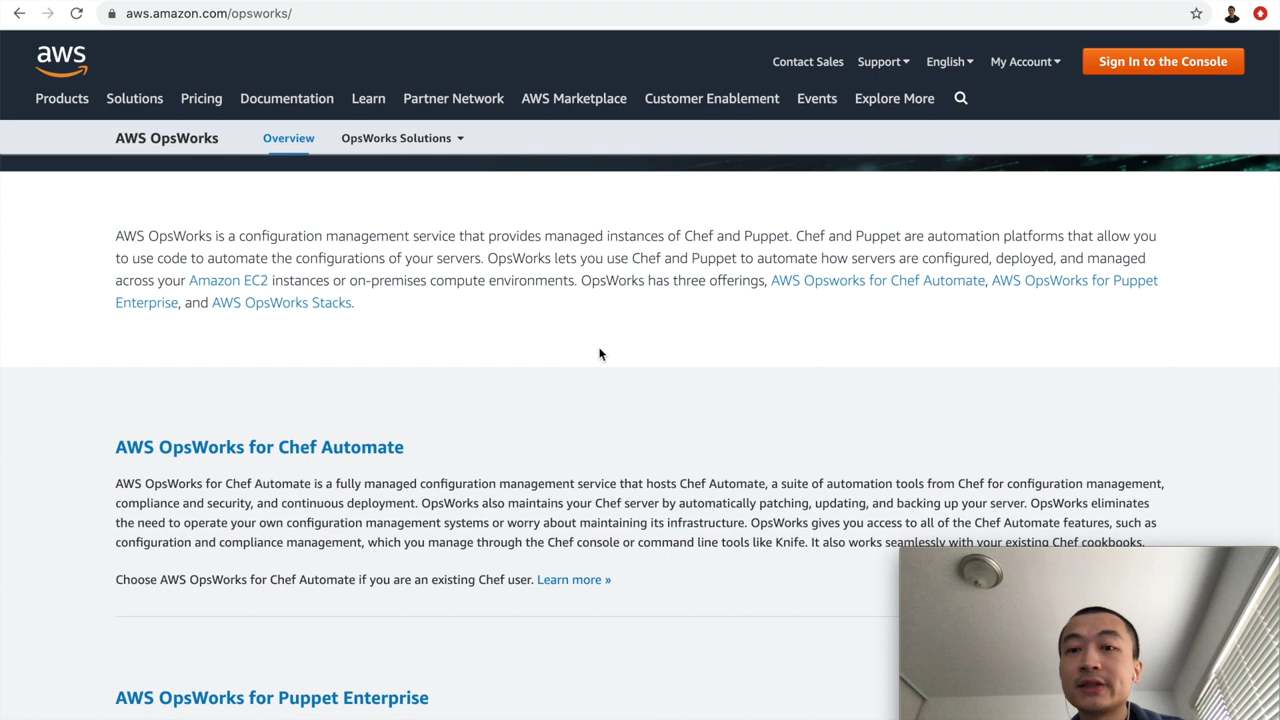 aws.amazon.com/opsworks/
aws
Contact Sales Support English My Account Sign In to the Console
Products Solutions Pricing Documentation Learn Partner Network AWS Marketplace Customer Enablement Events Explore More
AWS OpsWorks Overview OpsWorks Solutions
AWS OpsWorks is a configuration management service that provides managed instances of Chef and Puppet. Chef and Puppet are automation platforms that allow you
to use code to automate the configurations of your servers. OpsWorks lets you use Chef and Puppet to automate how servers are configured, deployed, and managed
across your Amazon EC2 instances or on-premises compute environments. OpsWorks has three offerings, AWS Opsworks for Chef Automate, AWS OpsWorks for Puppet
Enterprise, and AWS OpsWorks Stacks.
AWS OpsWorks for Chef Automate
AWS OpsWorks for Chef Automate is a fully managed configuration management service that hosts Chef Automate, a suite of automation tools from Chef for configuration management,
compliance and security, and continuous deployment. OpsWorks also maintains your Chef server by automatically patching, updating, and backing up your server. OpsWorks eliminates
the need to operate your own configuration management systems or worry about maintaining its infrastructure. OpsWorks gives you access to all of the Chef Automate features, such as
configuration and compliance management, which you manage through the Chef console or command line tools like Knife. It also works seamlessly with your existing Chef cookbooks.
Choose AWS OpsWorks for Chef Automate if you are an existing Chef user. Learn more »
AWS OpsWorks for Puppet Enterprise